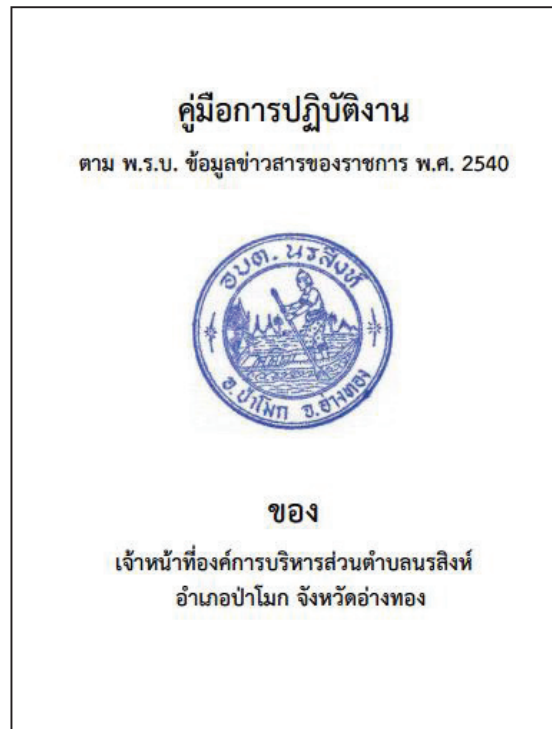 คู่มือการปฏิบัติงาน
ตาม พ.ร.บ. ข้อมูลข่าวสารของราชการ พ.ศ. 2540
อบต. นรสิงห์
อ.ป่าโมก จ.อ่างทอง
ของ
เจ้าหน้าที่องค์การบริหารส่วนตำบลนรสิงห์
อำเภอป่าโมก จังหวัดอ่างทอง